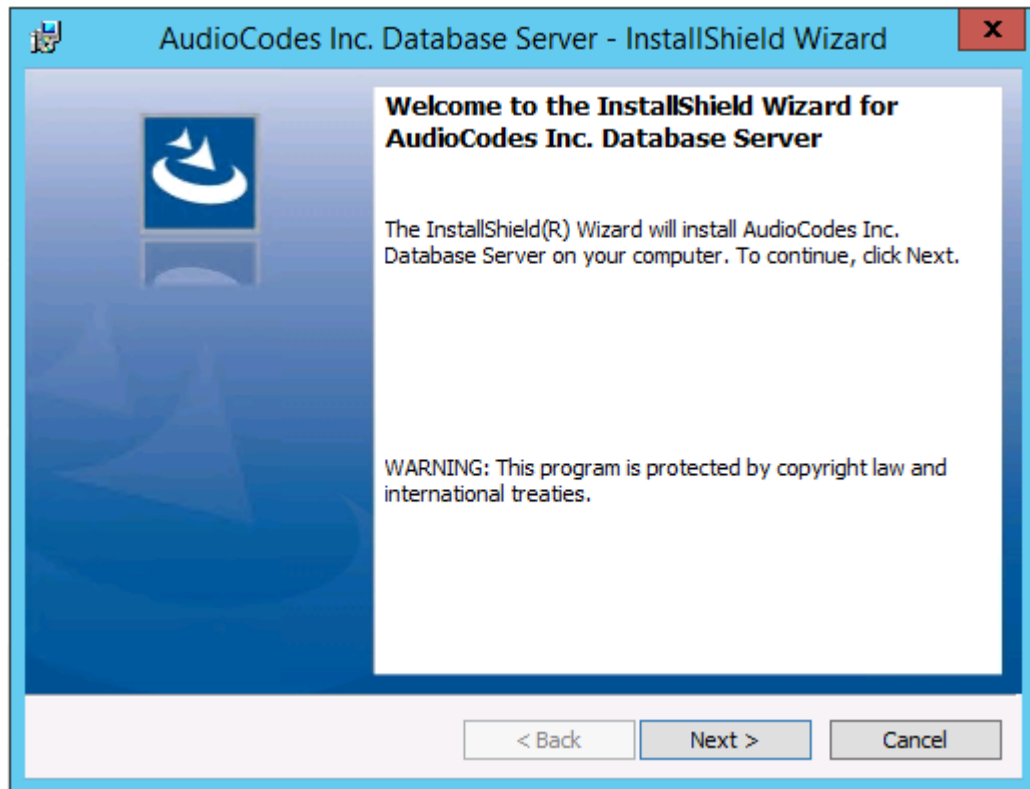 AudioCodes Inc. Database Server - InstallShield Wizard
x
Welcome to the InstallShield Wizard for
AudioCodes Inc. Database Server
The InstallShield(R) Wizard will install AudioCodes Inc.
Database Server on your computer. To continue, click Next.
WARNING: This program is protected by copyright law and
international treaties.
< Back
Next >
Cancel